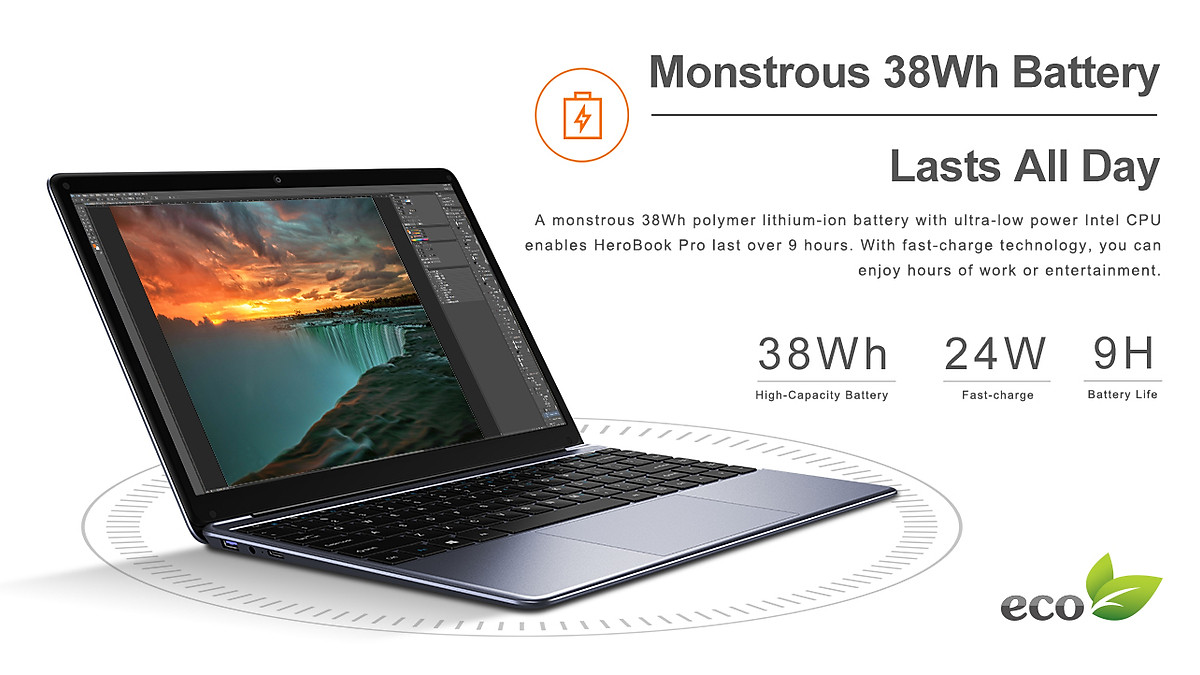 Monstrous 38Wh Battery
Lasts All Day
A monstrous 38Wh polymer lithium-ion battery with ultra-low power Intel CPU
enables HeroBook Pro last over 9 hours. With fast-charge technology, you can
enjoy hours of work or entertainment.
38Wh 24W 9H
High-Capacity Battery Fast-charge Battery Life
eco